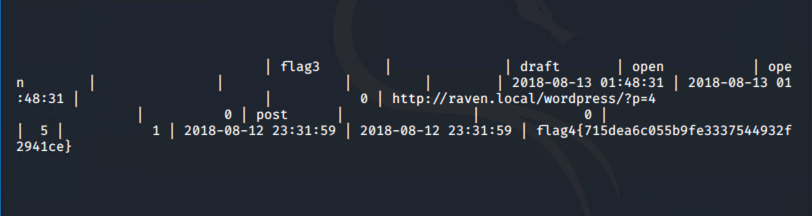 | flag3 | | draft | open | ope
n | | | | | 2018-08-13 01:48:31 | 2018-08-13 01
:48:31 | | 0 | http://raven.local/wordpress/?p=4
| 0 | post | | 0 |
| 5 | 1 | 2018-08-12 23:31:59 | 2018-08-12 23:31:59 | flag4{715dea6c055b9fe3337544932f
2941ce}